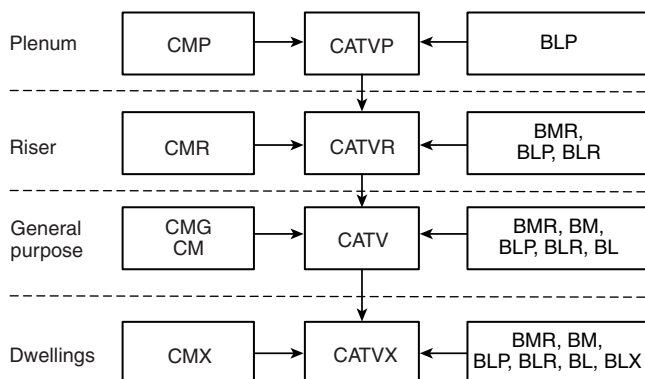 Plenum
CMP
CATVP
BLP
Riser
CMR
CATVR
BMR,
BLP, BLR
General
purpose
CMG
CM
CATV
BMR, BM,
BLP, BLR, BL
Dwellings
CMX
CATVX
BMR, BM,
BLP, BLR, BL, BLX